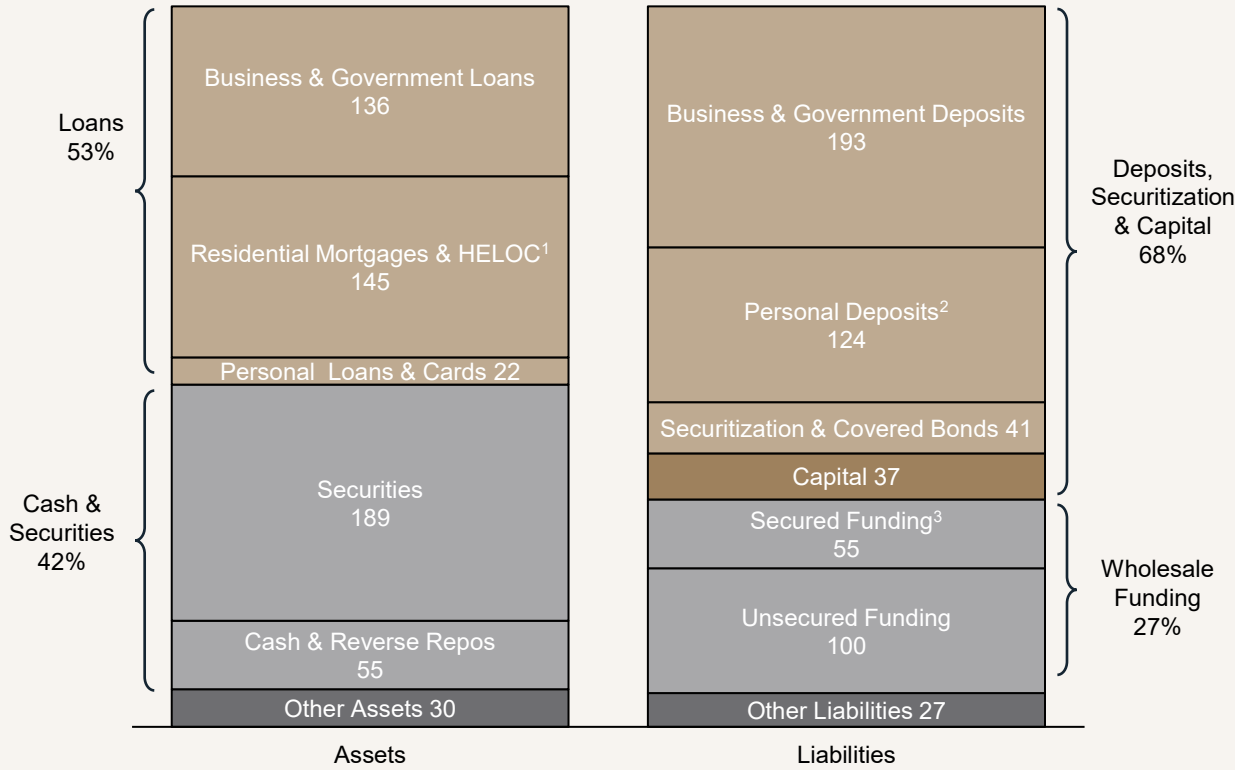 Loans
53%
Cash &
Securities
42%
Business & Government Loans
136
Residential Mortgages & HELOC¹
145
Personal Loans & Cards 22
Securities
189
Cash & Reverse Repos
55
Other Assets 30
Assets
Business & Government Deposits
193
Personal Deposits²
124
Securitization & Covered Bonds 41
Capital 37
Secured Funding³
55
Unsecured Funding
100
Other Liabilities 27
Liabilities
Deposits,
Securitization
& Capital
68%
Wholesale
Funding
27%